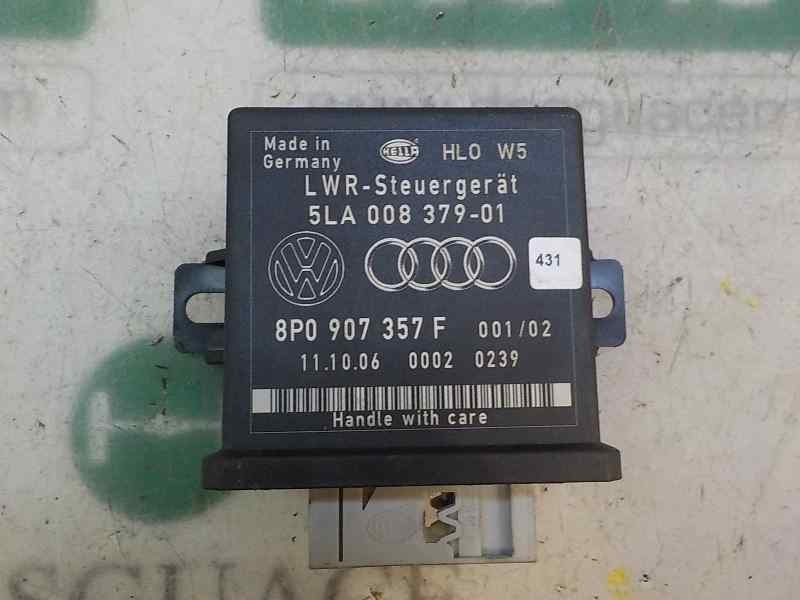 Made in
Germany
HELLA
HLO W5
LWR-Steuergerät
5LA 008 379-01
431
8P0 907 357 F 001/02
11.10.06 0002 0239
Handle with care